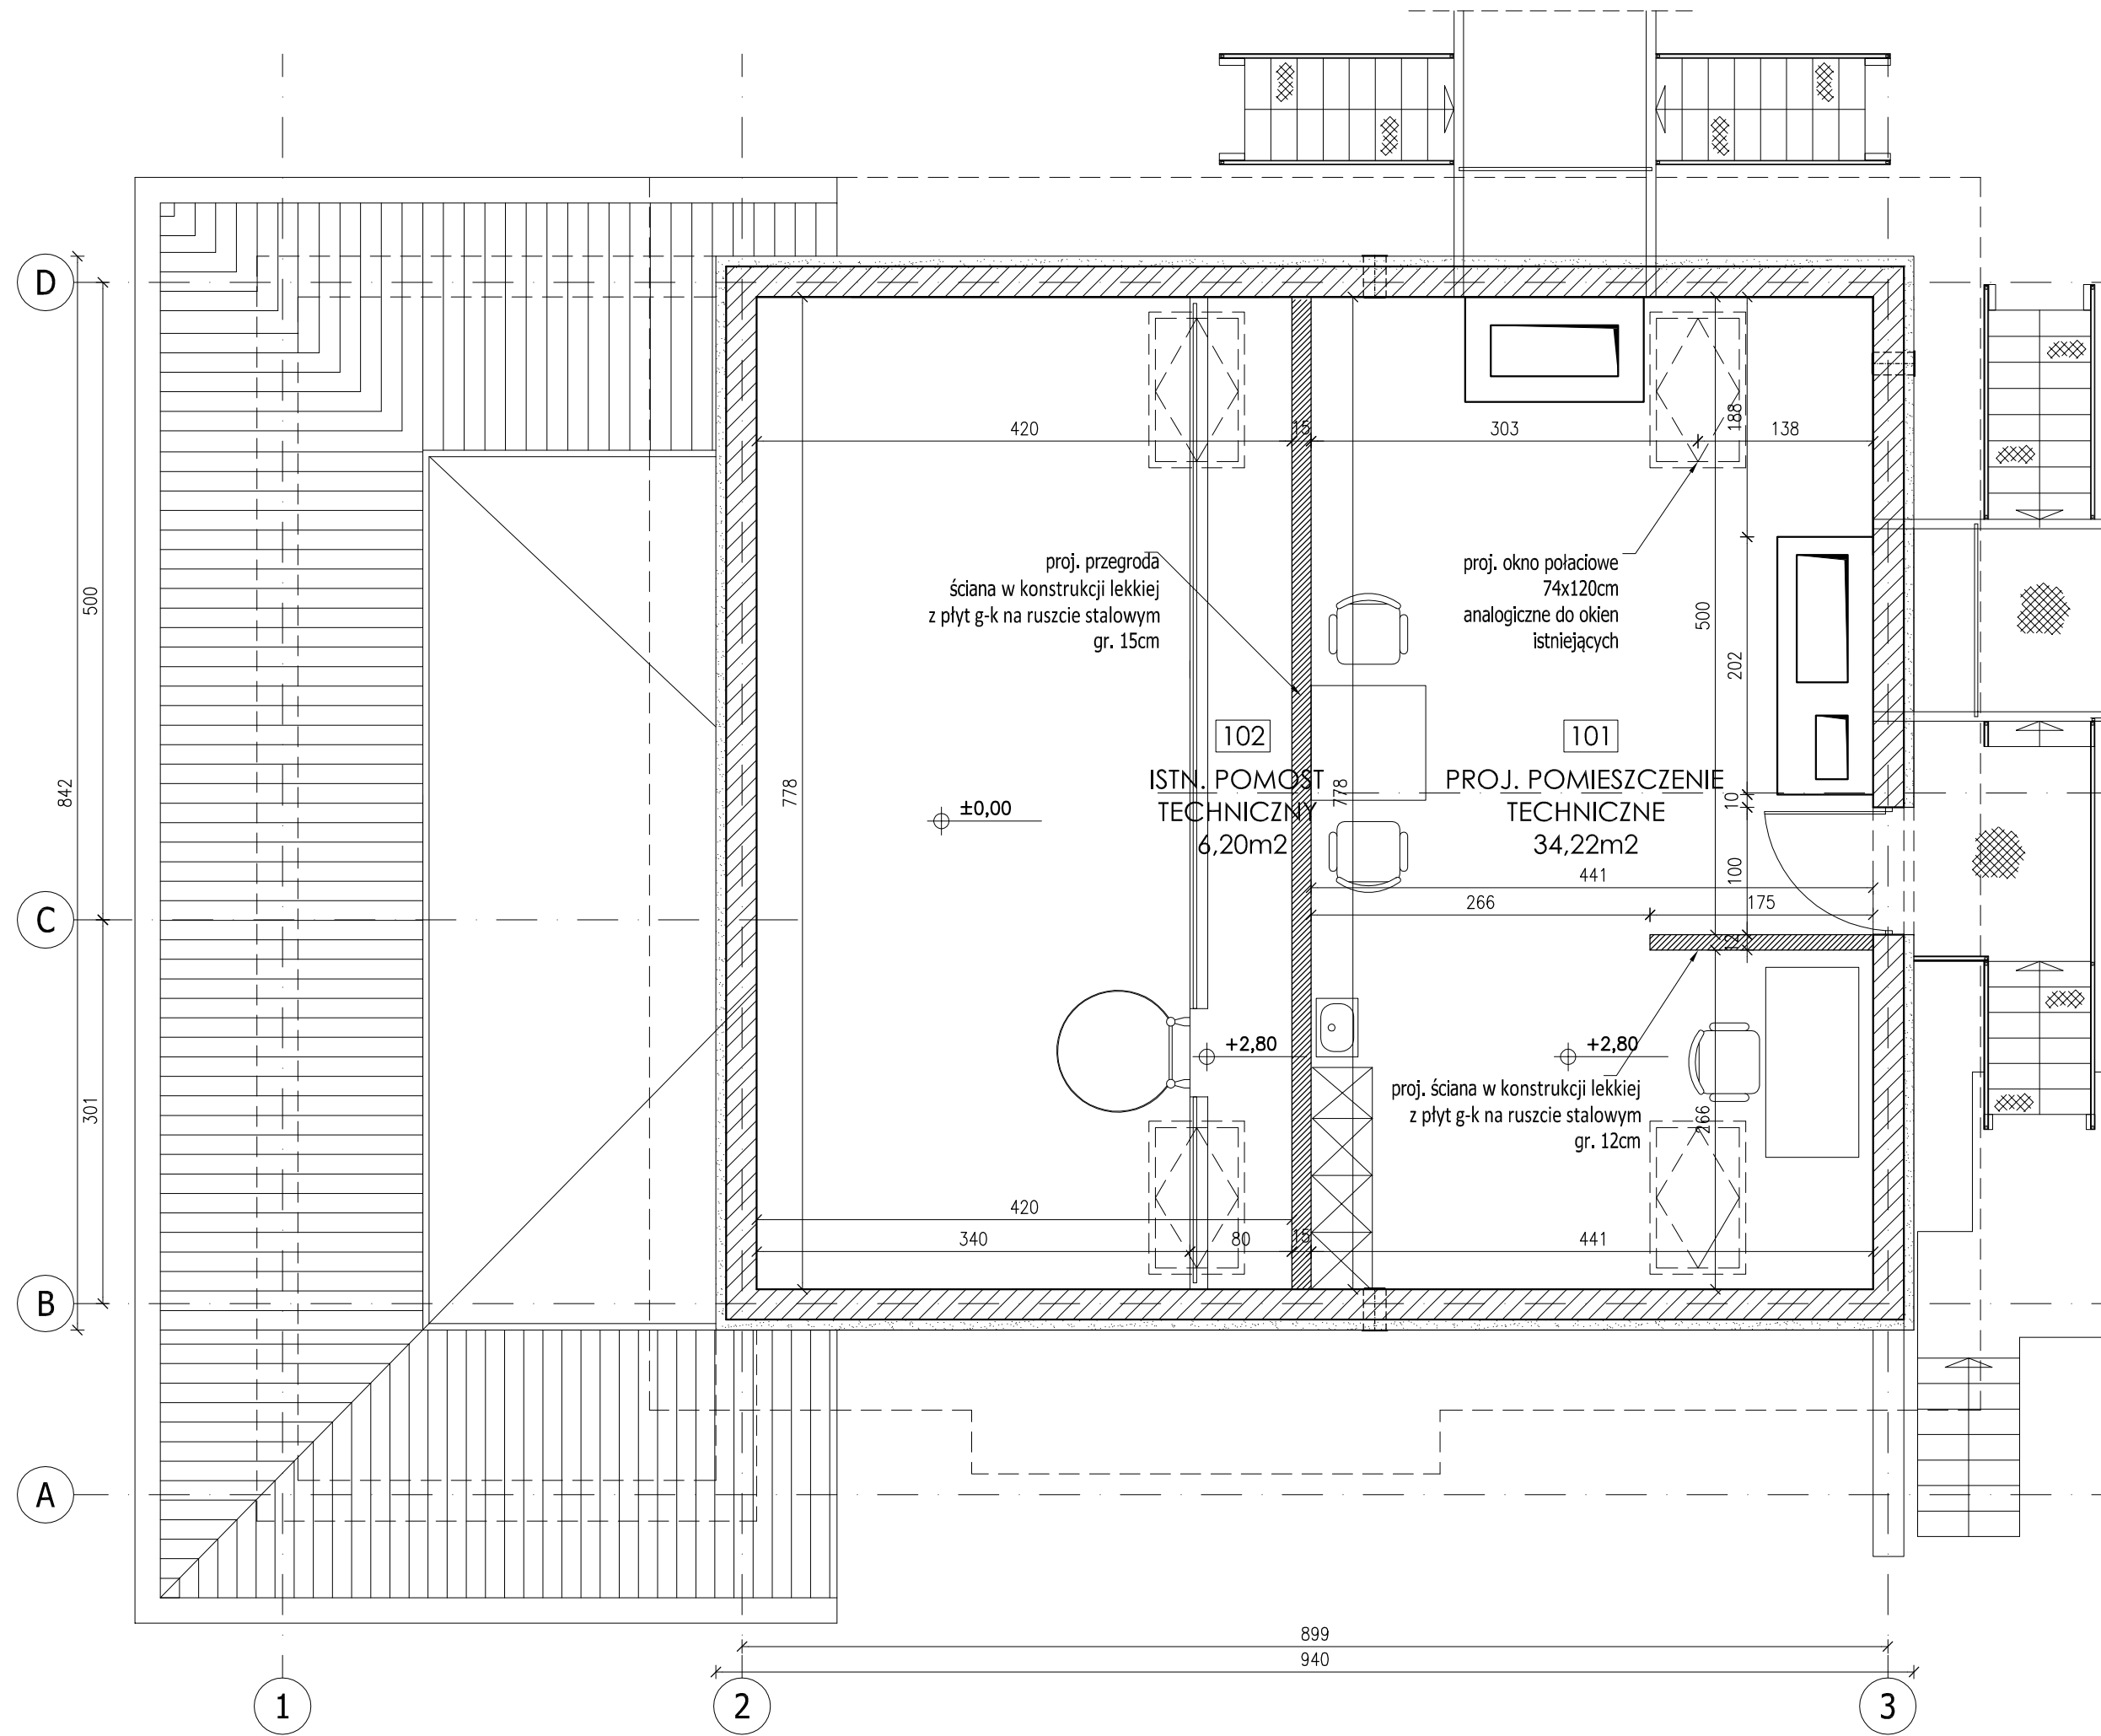 D
C
B
A
1
2
3
842
500
301
420
15
303
138
188
proj. przegroda
ściana w konstrukcji lekkiej
z płyt g-k na ruszcie stalowym
gr. 15cm
proj. okno połaciowe
74x120cm
analogiczne do okien
istniejących
500
202
102
ISTN. POMOST
TECHNICZNY
6,20m2
101
PROJ. POMIESZCZENIE
TECHNICZNE
34,22m2
778
778
±0,00
10
100
441
266
175
12
+2,80
+2,80
proj. ściana w konstrukcji lekkiej
z płyt g-k na ruszcie stalowym
gr. 12cm
266
420
340
80
15
441
899
940